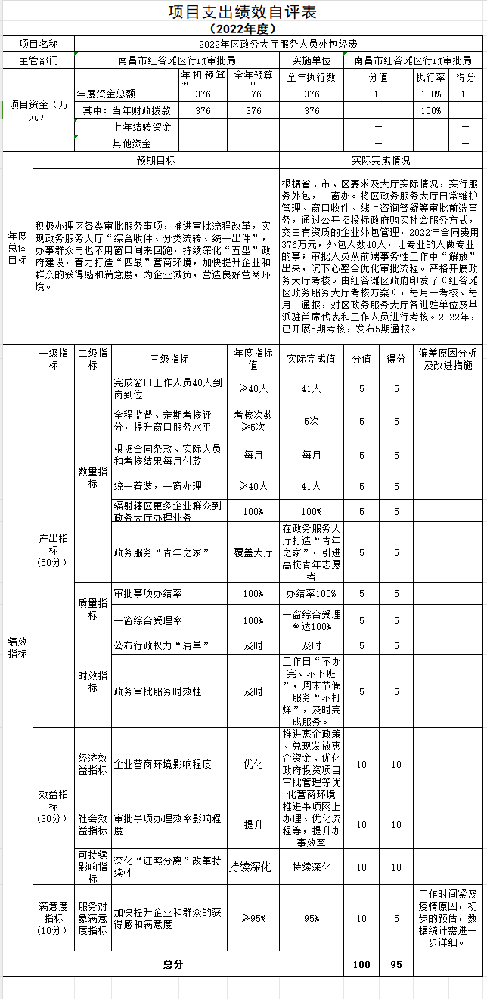 项目支出绩效自评表
（2022年度）
项目名称 2022年区政务大厅服务人员外包经费
主管部门 南昌市红谷滩区行政审批局 实施单位 南昌市红谷滩区行政审批局
项目资金（万
元）
年初预算 全年预算 全年执行数 分值 执行率 得分
年度资金总额 376 376 376 10 100% 10
其中：当年财政拨款 376 376 376 — 100% —
上年结转资金 — —
其他资金 — —
年度
总体
目标
预期目标 实际完成情况
积极办理区各类审批服务事项，推进审批流程改革，实
现政务服务大厅“综合收件、分类流转、统一出件”，
办事群众再也不用窗口间来回跑，持续深化“五型”政
府建设，着力打造“四最”营商环境，加快提升企业和
群众的获得感和满意度，为企业减负，营造良好营商环
境。
根据省、市、区要求及大厅实际情况，实行服
务外包，一窗办。将区政务服务大厅日常维护
管理、窗口收件、线上咨询答疑等审批前端事
务，通过公开招投标政府购买社会服务方式，
交由有资质的企业外包管理，2022年合同费用
376万元，外包人数40人，让专业的人做专业
的事；审批人员从前端事务性工作中“解放”
出来，沉下心整合优化审批流程。严格开展政
务大厅考核。由红谷滩区政府印发了《红谷滩
区政务服务大厅考核方案》，每月一考核、每
月一通报，对区政务服务大厅各进驻单位及其
派驻首席代表和工作人员进行考核。2022年，
已开展5期考核，发布5期通报。
绩效
指标
一级指
标
二级指
标
三级指标
年度指标
值
实际完成值 分值 得分
偏差原因分析
及改进措施
产出指
标
(50分)
数量指
标
完成窗口工作人员40人到
岗到位
≥40人 41人 5 5
全程监督、定期考核评
分，提升窗口服务水平
考核次数
≥5次
5次 5 5
根据合同条款、实际人员
和考核结果每月付款
每月 每月 5 5
统一着装，一窗办理 ≥40人 41人 5 5
辐射辖区更多企业群众到
政务大厅办理业务
100% 100% 5 5
政务服务“青年之家” 覆盖大厅
在政务服务大
厅打造“青年
之家”，引进
高校青年志愿
者
5 5
质量指
标
审批事项办结率 100% 办结率100% 5 5
一窗综合受理率 100%
一窗综合受理
率达100%
5 5
时效指
标
公布行政权力“清单” 及时 及时 5 5
政务审批服务时效性 及时
工作日“不办
完、不下班
”，周末节假
日服务“不打
烊”，及时完
成服务。
5 5
效益指
标
(30分)
经济效
益指标
企业营商环境影响程度 优化
推进惠企政策
、兑现发放惠
企资金、优化
政府投资项目
审批管理等优
化营商环境
10 10
社会效
益指标
审批事项办理效率影响程
度
提升
推进事项网上
办理、优化流
程等，提升办
事效率
10 10
可持续
影响指
标
深化“证照分离”改革持
续性
持续深化 持续深化 10 10
满意度
指标
(10分)
服务对
象满意
度指标
加快提升企业和群众的获
得感和满意度
≥95% 95% 10 5
工作时间紧及
疫情原因，初
步的预估，数
据统计需进一
步详细。
总分 100 95